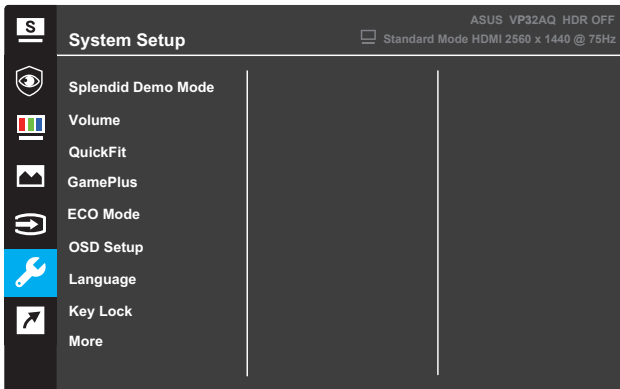 S
ASUS VP32AQ HDR OFF
System Setup
Standard Mode HDMI 2560 x 1440 @ 75Hz
Splendid Demo Mode
Volume
QuickFit
GamePlus
ECO Mode
OSD Setup
Language
Key Lock
More